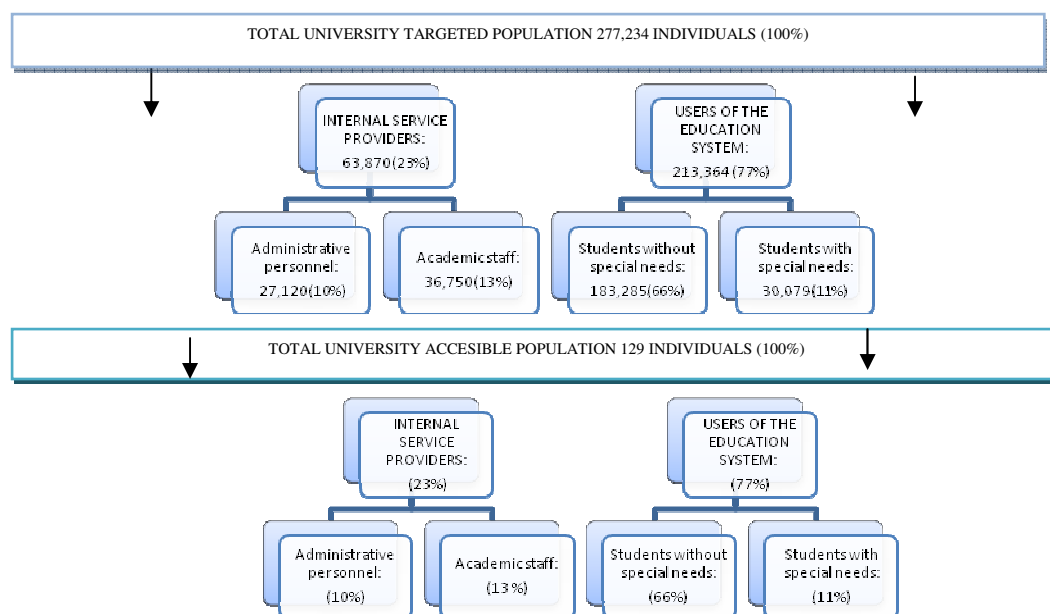 TOTAL UNIVERSITY TARGETED POPULATION 277,234 INDIVIDUALS (100%)
INTERNAL SERVICE
PROVIDERS:
63,870(23%)
USERS OF THE
EDUCATION
SYSTEM:
213,364 (77%)
Administrative
personnel:
27,120(10%)
Academic staff:
36,750(13%)
Students without
special needs:
183,285(66%)
Students with
special needs:
30,079(11%)
TOTAL UNIVERSITY ACCESIBLE POPULATION 129 INDIVIDUALS (100%)
INTERNAL
SERVICE
PROVIDERS:
(23%)
USERS OF THE
EDUCATION
SYSTEM:
(77%)
Administrative
personnel:
(10%)
Academic staff:
(13%)
Students without
special needs:
(66%)
Students with
special needs:
(11%)